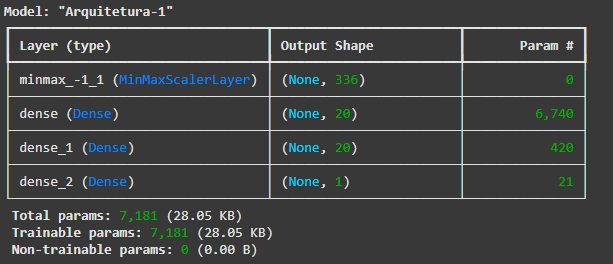 Model: "Arquitetura-1"
Layer (type) Output Shape Param #
minmax_-1_1 (MinMaxScalerLayer) (None, 336) 0
dense (Dense) (None, 20) 6,740
dense_1 (Dense) (None, 20) 420
dense_2 (Dense) (None, 1) 21
Total params: 7,181 (28.05 KB)
Trainable params: 7,181 (28.05 KB)
Non-trainable params: 0 (0.00 B)